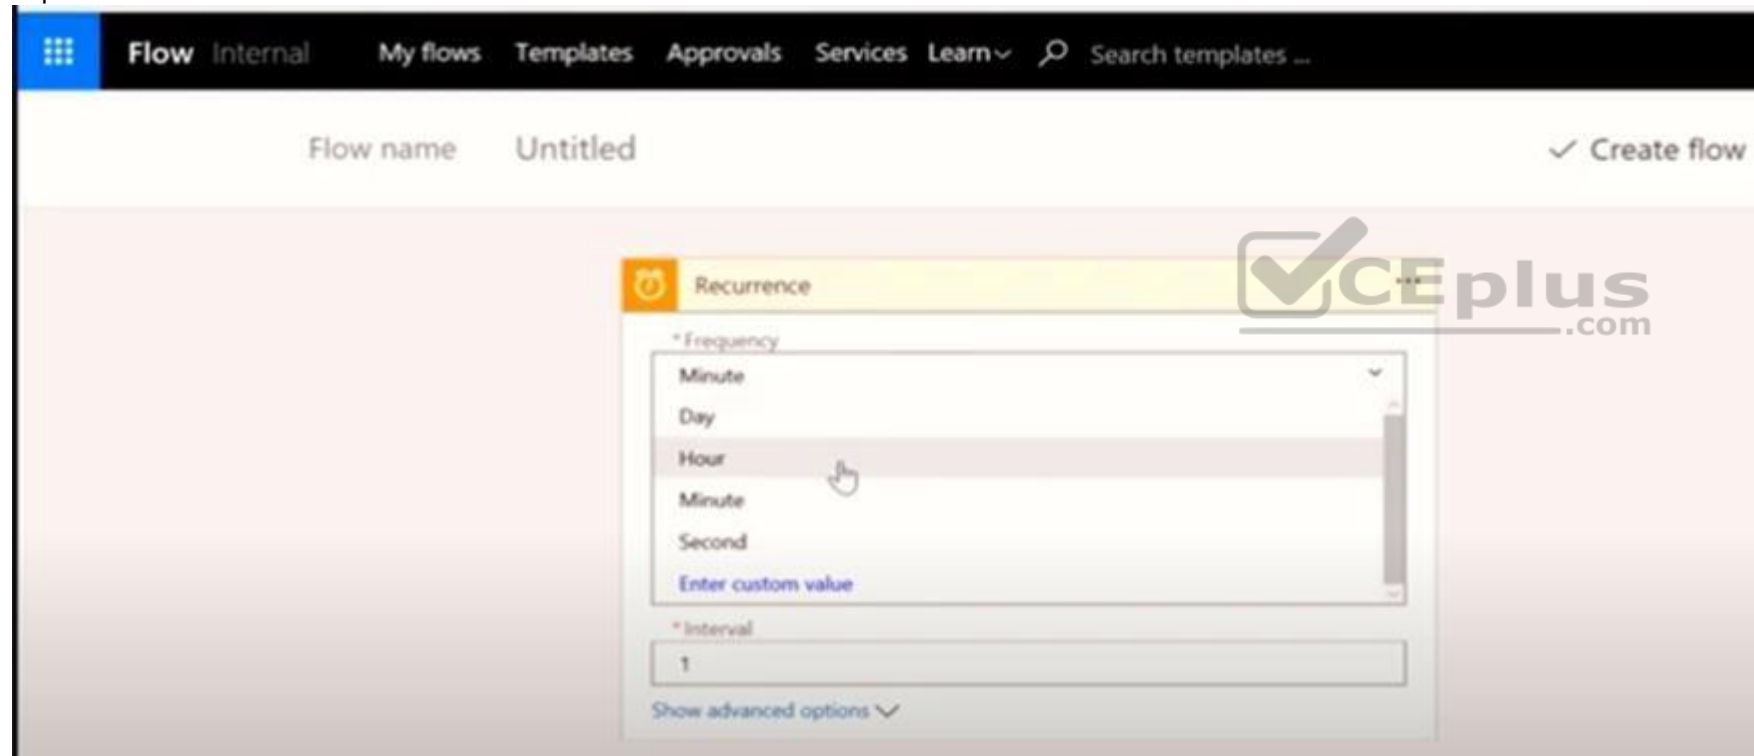 Flow Internal My flows Templates Approvals Services Learn Search templates ...
Flow name Untitled Create flow
Recurrence ...
CEplus
.com
* Frequency
Minute
Day
Hour
Minute
Second
Enter custom value
* Interval
1
Show advanced options